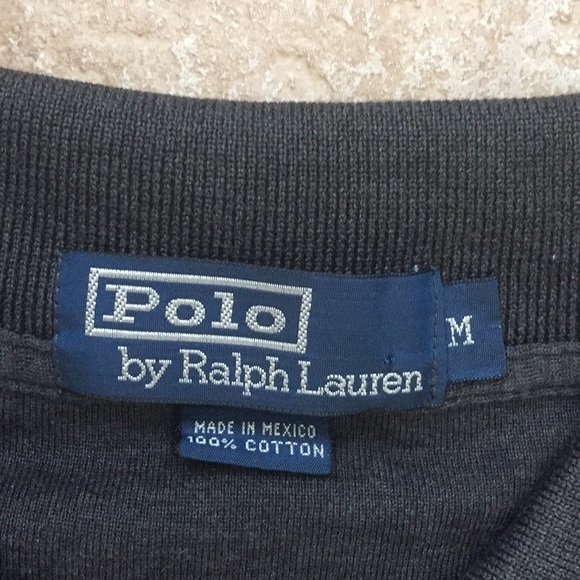 Polo
by Ralph Lauren
M
MADE IN MEXICO
100% COTTON